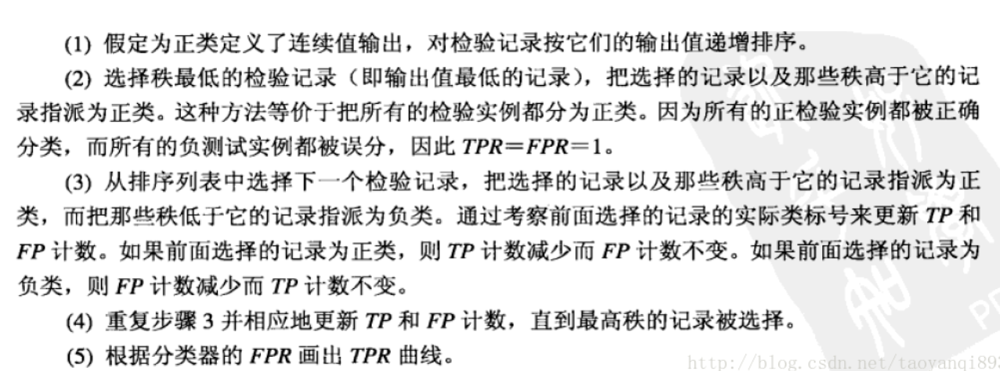 (1) 假定为正类定义了连续值输出，对检验记录按它们的输出值递增排序。
(2) 选择秩最低的检验记录（即输出值最低的记录），把选择的记录以及那些秩高于它的记
录指派为正类。这种方法等价于把所有的检验实例都分为正类。因为所有的正检验实例都被正确
分类，而所有的负测试实例都被误分，因此 TPR＝FPR＝1。
(3) 从排序列表中选择下一个检验记录，把选择的记录以及那些秩高于它的记录指派为正
类，而把那些秩低于它的记录指派为负类。通过考察前面选择的记录的实际类标号来更新 TP 和
FP 计数。如果前面选择的记录为正类，则 TP 计数减少而 FP 计数不变。如果前面选择的记录为
负类，则 FP 计数减少而 TP 计数不变。
(4) 重复步骤 3 并相应地更新 TP 和 FP 计数，直到最高秩的记录被选择。
(5) 根据分类器的 FPR 画出 TPR 曲线。
http://blog.csdn.net/taoyanqi89